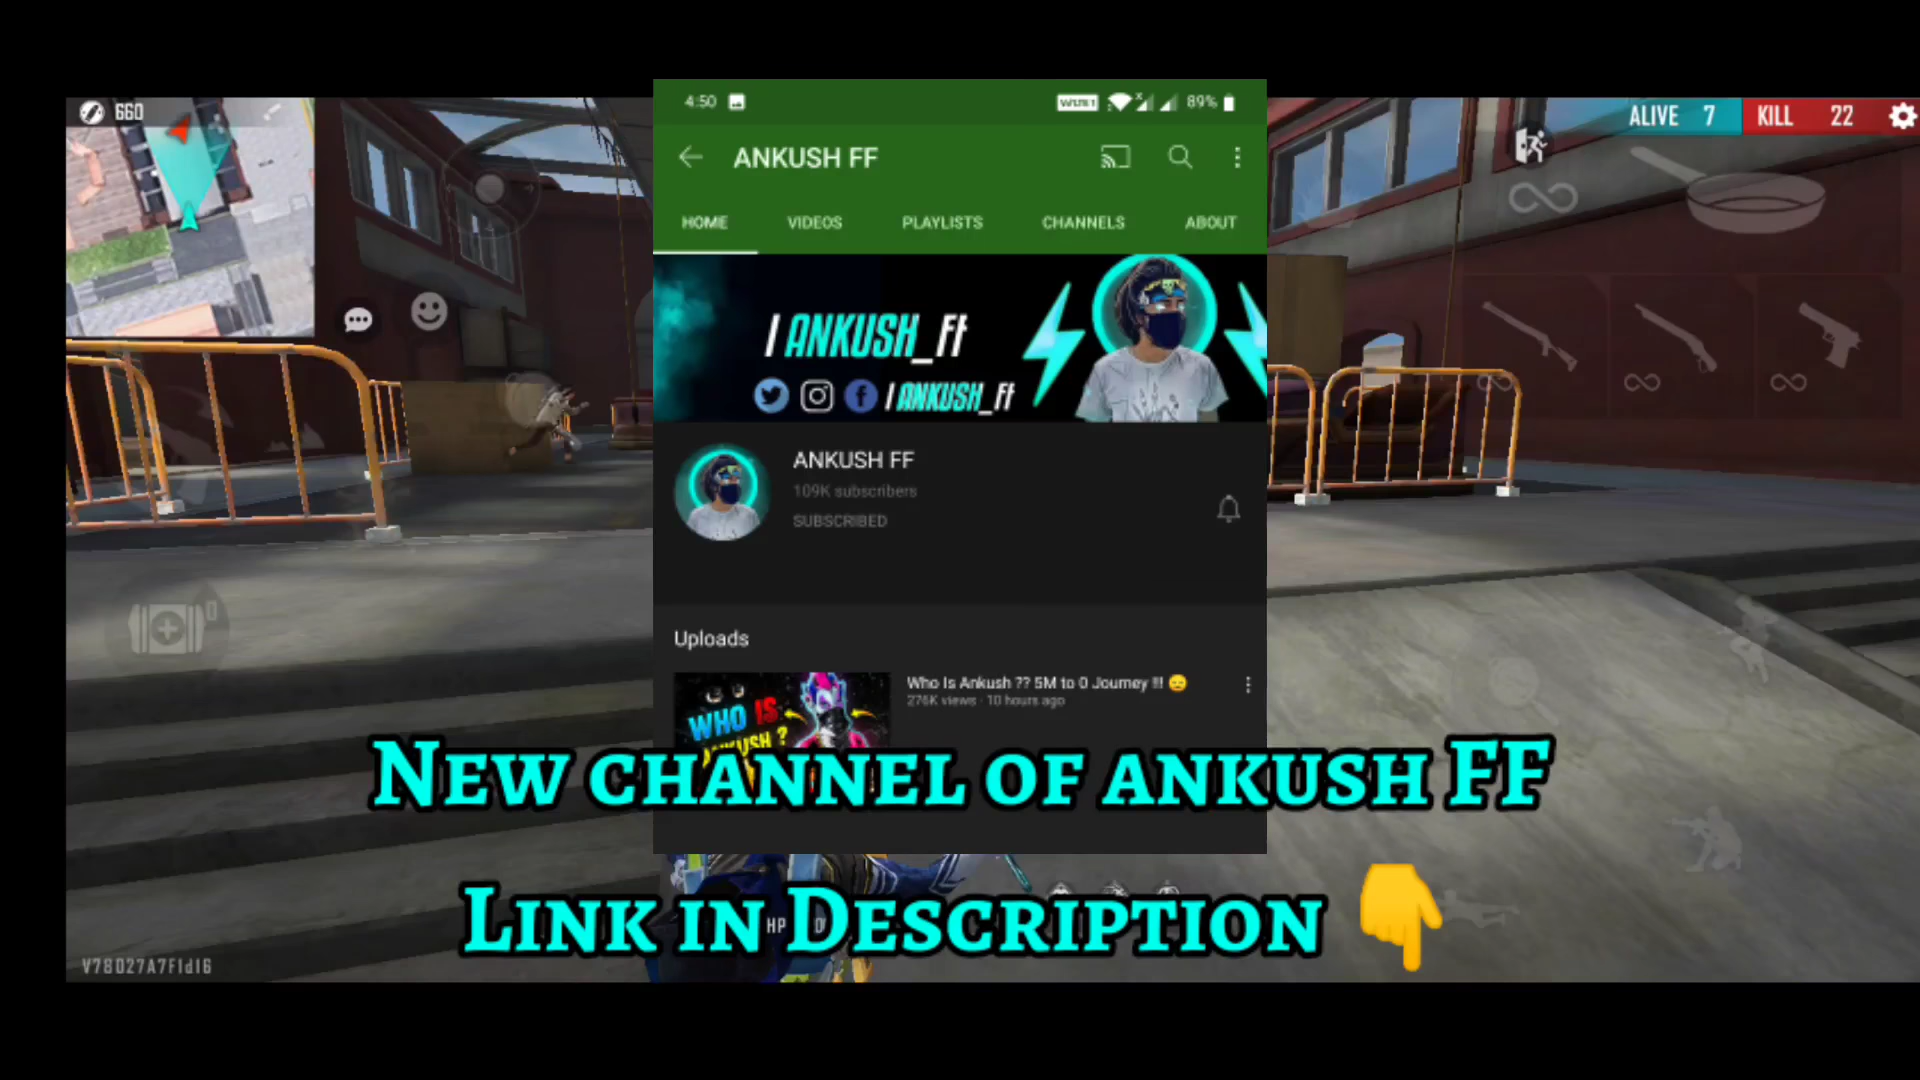 660
ALIVE 7 KILL 22
4:50
89%
ANKUSH FF
HOME VIDEOS PLAYLISTS CHANNELS ABOUT
I ANKUSH_Ff
I ANKUSH_Ff
ANKUSH FF
109K subscribers
SUBSCRIBED
Uploads
Who Is Ankush ?? 5M to 0 Journey !!! 😔
276K views · 10 hours ago
WHO IS
ANKUSH ?
NEW CHANNEL OF ANKUSH FF
LINK IN DESCRIPTION 👇
HP